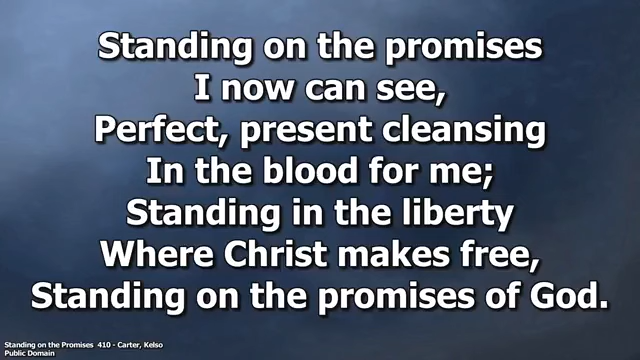 Standing on the promises
I now can see,
Perfect, present cleansing
In the blood for me;
Standing in the liberty
Where Christ makes free,
Standing on the promises of God.
Standing on the Promises 410 - Carter, Kelso
Public Domain